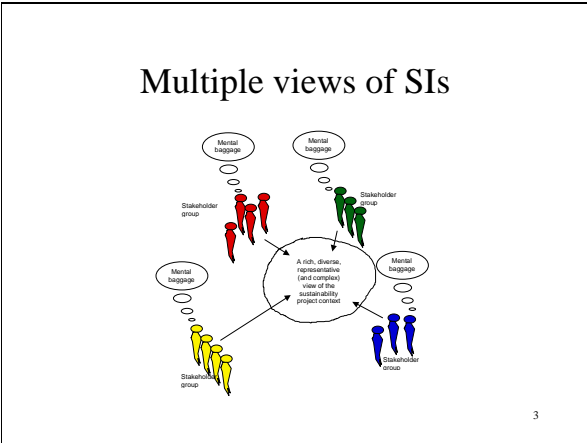 Multiple views of SIs
Mental
baggage
Mental
baggage
Stakeholder
group
Stakeholder
group
A rich, diverse,
representative
(and complex)
view of the
sustainability
project context
Mental
baggage
Mental
baggage
Stakeholder
group
Stakeholder
group
3